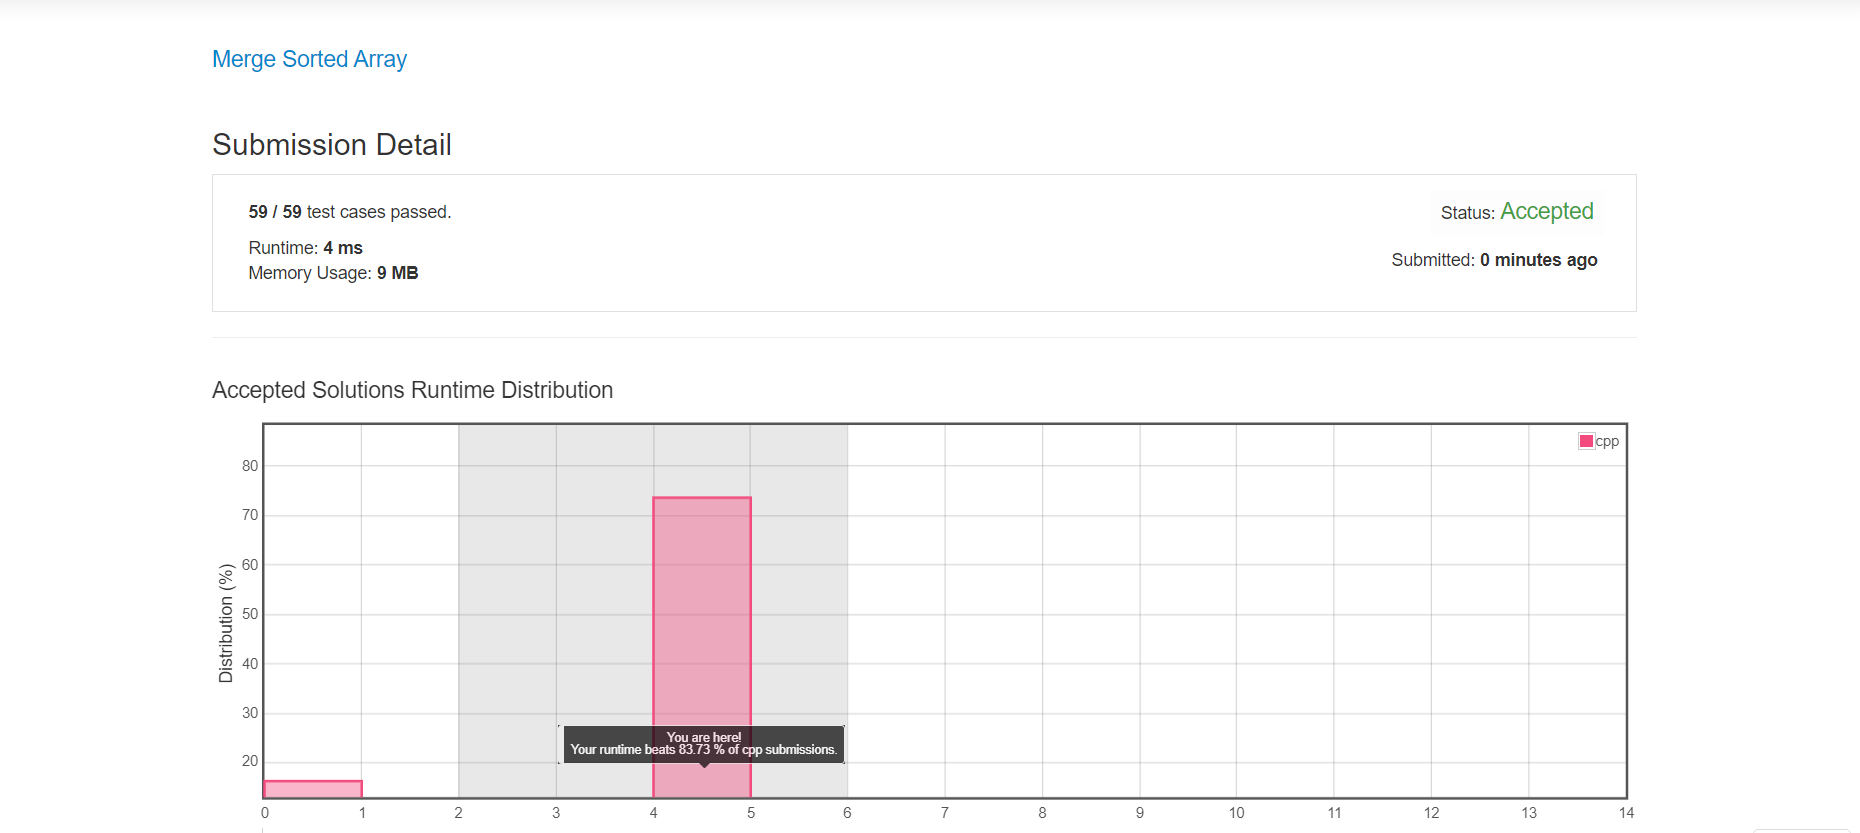 Merge Sorted Array
Submission Detail
59 / 59 test cases passed.
Status: Accepted
Runtime: 4 ms
Memory Usage: 9 MB
Submitted: 0 minutes ago
Accepted Solutions Runtime Distribution
cpp
80
70
60
50
40
30
20
Distribution (%)
You are here!
Your runtime beats 83.73 % of cpp submissions.
0 1 2 3 4 5 6 7 8 9 10 11 12 13 14